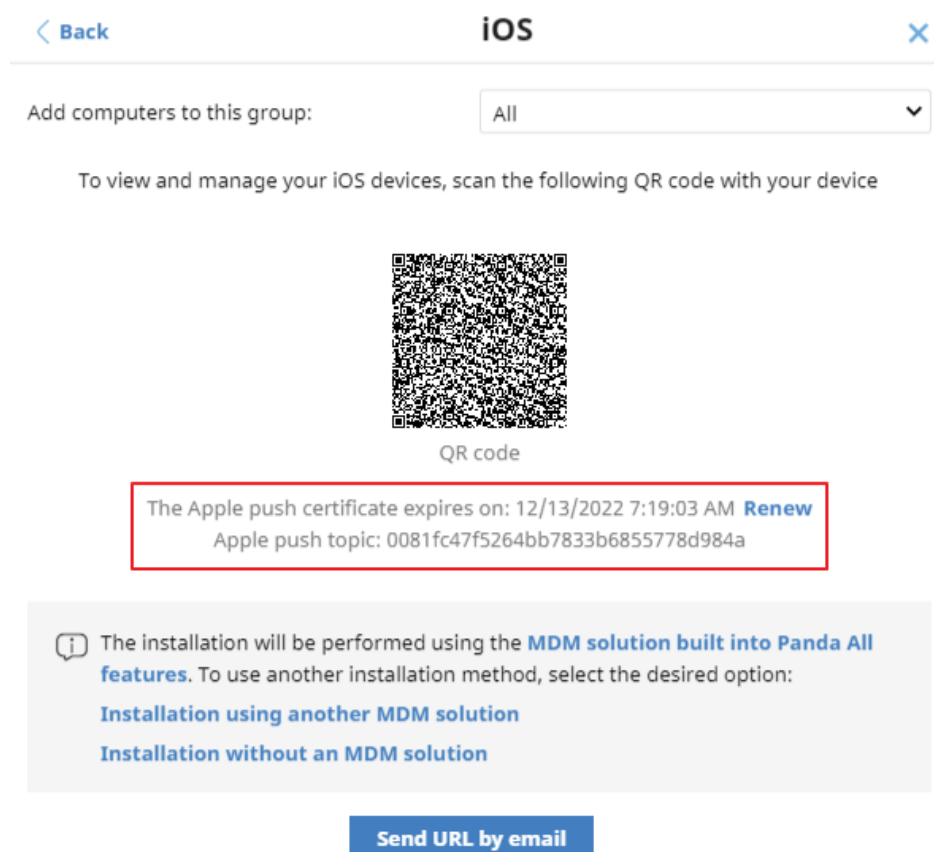 Back
iOS
Add computers to this group:
All
To view and manage your iOS devices, scan the following QR code with your device
QR code
The Apple push certificate expires on: 12/13/2022 7:19:03 AM Renew
Apple push topic: 0081fc47f5264bb7833b6855778d984a
The installation will be performed using the MDM solution built into Panda All
features. To use another installation method, select the desired option:
Installation using another MDM solution
Installation without an MDM solution
Send URL by email